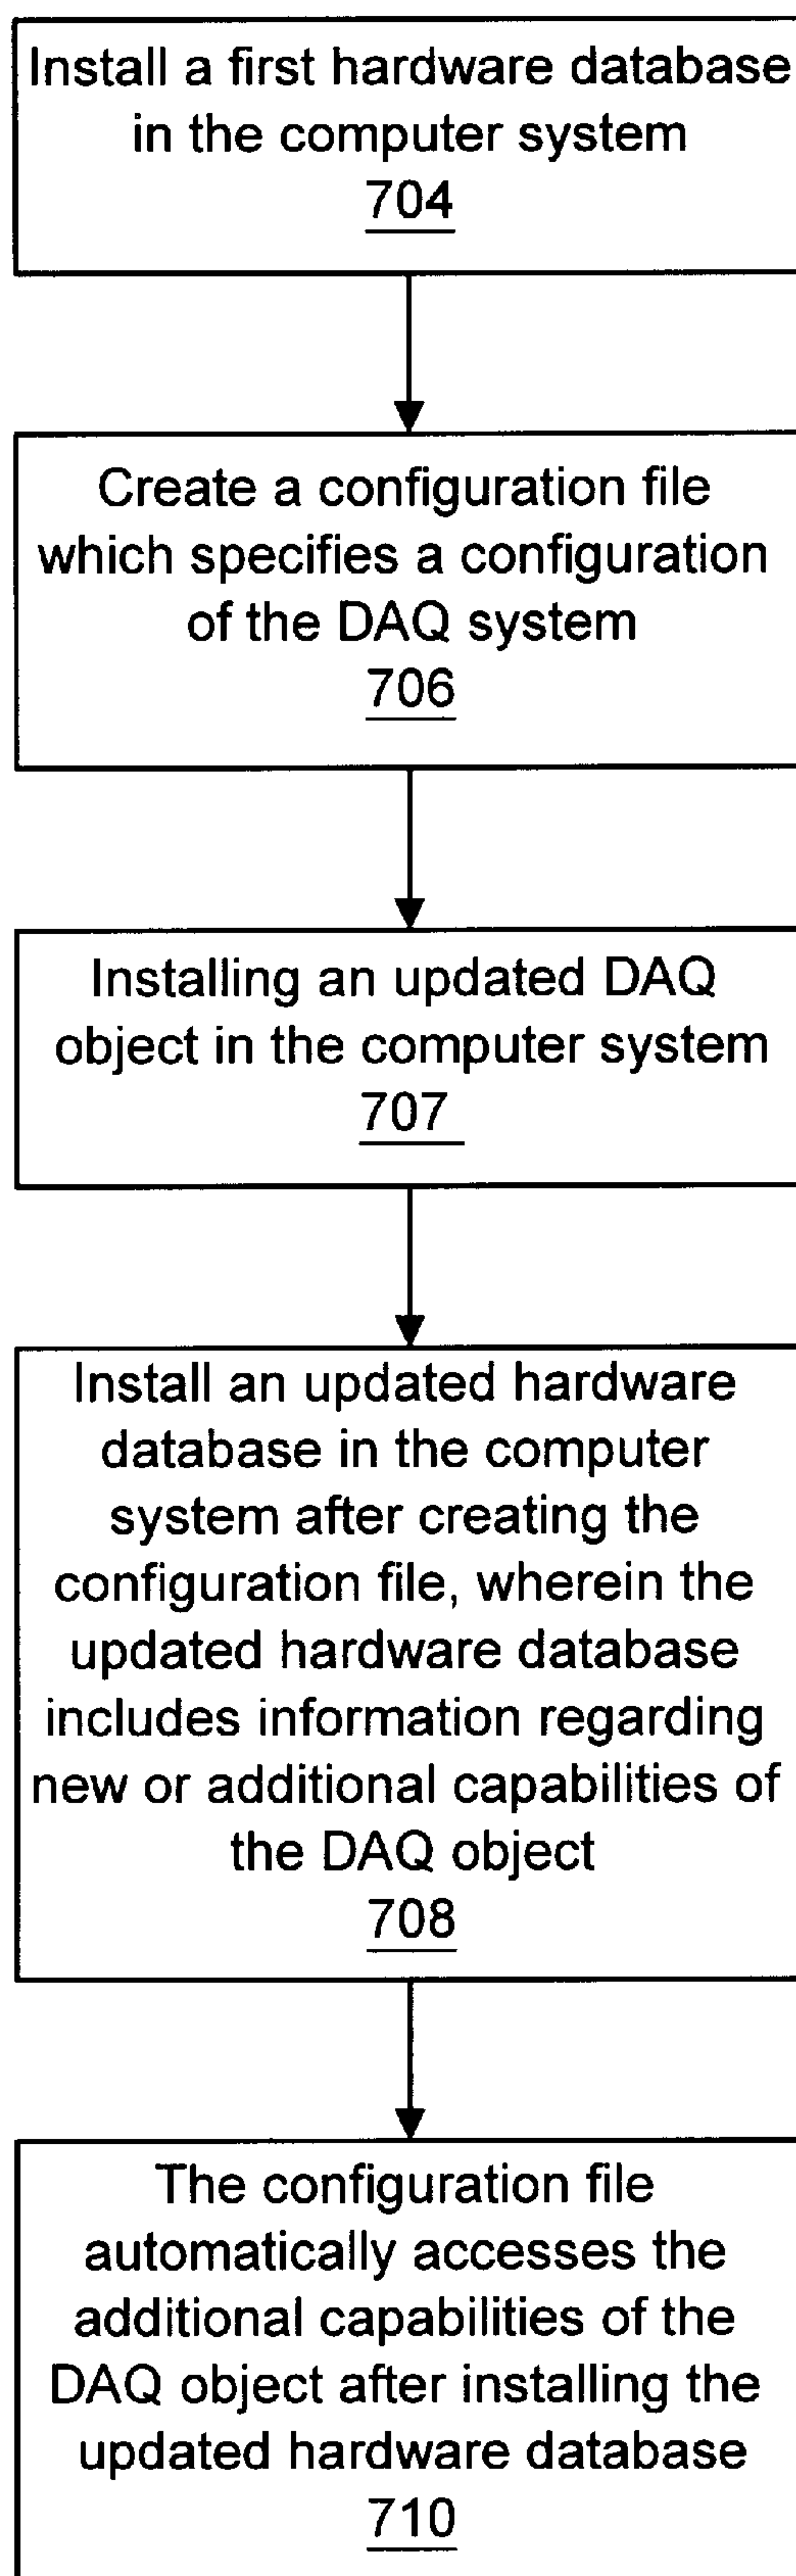 Install a first hardware database
in the computer system
704
Create a configuration file
which specifies a configuration
of the DAQ system
706
Installing an updated DAQ
object in the computer system
707
Install an updated hardware
database in the computer
system after creating the
configuration file, wherein the
updated hardware database
includes information regarding
new or additional capabilities of
the DAQ object
708
The configuration file
automatically accesses the
additional capabilities of the
DAQ object after installing the
updated hardware database
710